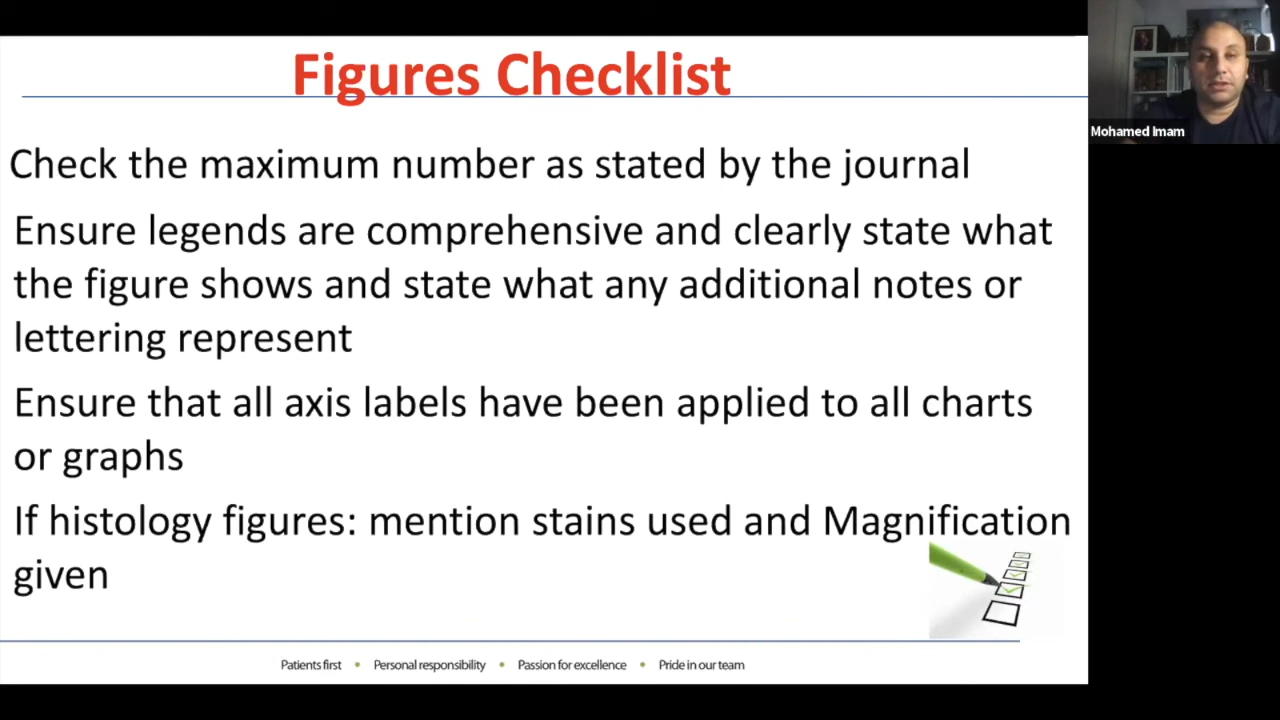 Figures Checklist
Check the maximum number as stated by the journal
Ensure legends are comprehensive and clearly state what
the figure shows and state what any additional notes or
lettering represent
Ensure that all axis labels have been applied to all charts
or graphs
If histology figures: mention stains used and Magnification
given
Patients first • Personal responsibility • Passion for excellence • Pride in our team
Mohamed Imam